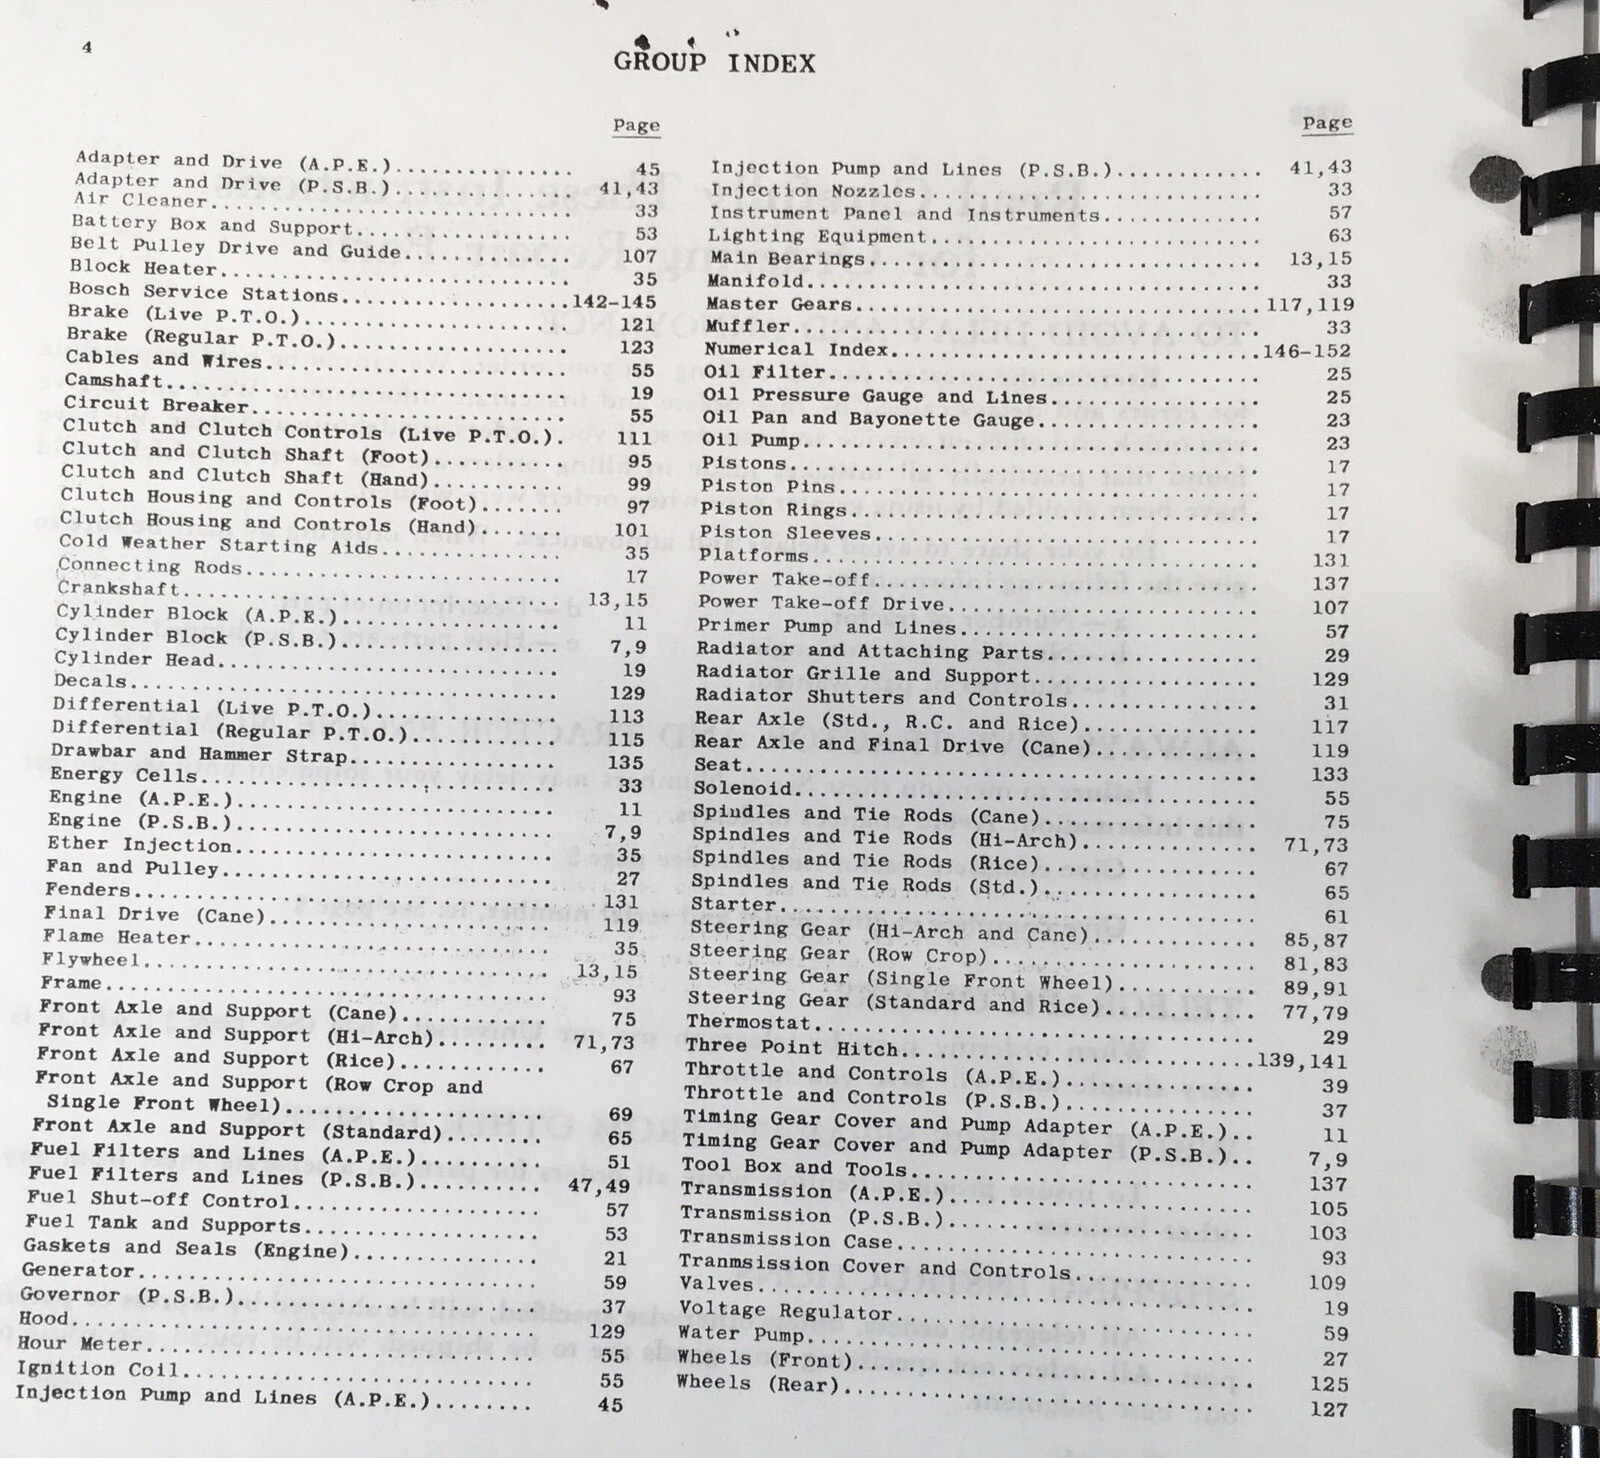 4
GROUP INDEX
Page
Adapter and Drive (A.P.E.)................ 45
Adapter and Drive (P.S.B.)................ 41,43
Air Cleaner................................ 33
Battery Box and Support................... 53
Belt Pulley Drive and Guide............... 107
Block Heater............................... 35
Bosch Service Stations....................142-145
Brake (Live P.T.O.)....................... 121
Brake (Regular P.T.O.).................... 123
Cables and Wires.......................... 55
Camshaft................................... 19
Circuit Breaker........................... 55
Clutch and Clutch Controls (Live P.T.O.). 111
Clutch and Clutch Shaft (Foot)........... 95
Clutch and Clutch Shaft (Hand)........... 99
Clutch Housing and Controls (Foot)....... 97
Clutch Housing and Controls (Hand)....... 101
Cold Weather Starting Aids............... 35
Connecting Rods........................... 17
Crankshaft................................. 13,15
Cylinder Block (A.P.E.).................. 11
Cylinder Block (P.S.B.).................. 7,9
Cylinder Head............................. 19
Decals..................................... 129
Differential (Live P.T.O.)............... 113
Differential (Regular P.T.O.)............ 115
Drawbar and Hammer Strap................. 135
Energy Cells.............................. 33
Engine (A.P.E.)........................... 11
Engine (P.S.B.)........................... 7,9
Ether Injection........................... 35
Fan and Pulley............................ 27
Fenders.................................... 131
Final Drive (Cane)........................ 119
Flame Heater.............................. 35
Flywheel................................... 13,15
Frame...................................... 93
Front Axle and Support (Cane)............ 75
Front Axle and Support (Hi-Arch)......... 71,73
Front Axle and Support (Rice)............ 67
Front Axle and Support (Row Crop and
Single Front Wheel)...................... 69
Front Axle and Support (Standard)........ 65
Fuel Filters and Lines (A.P.E.).......... 51
Fuel Filters and Lines (P.S.B.).......... 47,49
Fuel Shut-off Control.................... 57
Fuel Tank and Supports................... 53
Gaskets and Seals (Engine)............... 21
Generator.................................. 59
Governor (P.S.B.)......................... 37
Hood....................................... 129
Hour Meter................................ 55
Ignition Coil............................. 55
Injection Pump and Lines (A.P.E.)........ 45
Page
Injection Pump and Lines (P.S.B.)............ 41,43
Injection Nozzles............................ 33
Instrument Panel and Instruments............. 57
Lighting Equipment........................... 63
Main Bearings................................ 13,15
Manifold..................................... 33
Master Gears.................................117,119
Muffler...................................... 33
Numerical Index..............................146-152
Oil Filter................................... 25
Oil Pressure Gauge and Lines................. 25
Oil Pan and Bayonette Gauge.................. 23
Oil Pump..................................... 23
Pistons...................................... 17
Piston Pins.................................. 17
Piston Rings................................. 17
Piston Sleeves............................... 17
Platforms.................................... 131
Power Take-off............................... 137
Power Take-off Drive......................... 107
Primer Pump and Lines........................ 57
Radiator and Attaching Parts................. 29
Radiator Grille and Support.................. 129
Radiator Shutters and Controls............... 31
Rear Axle (Std., R.C. and Rice).............. 117
Rear Axle and Final Drive (Cane)............. 119
Seat......................................... 133
Solenoid..................................... 55
Spindles and Tie Rods (Cane)................. 75
Spindles and Tie Rods (Hi-Arch).............. 71,73
Spindles and Tie Rods (Rice)................. 67
Spindles and Tie Rods (Std.)................. 65
Starter...................................... 61
Steering Gear (Hi-Arch and Cane)............. 85,87
Steering Gear (Row Crop)..................... 81,83
Steering Gear (Single Front Wheel)........... 89,91
Steering Gear (Standard and Rice)............ 77,79
Thermostat................................... 29
Three Point Hitch............................139,141
Throttle and Controls (A.P.E.)............... 39
Throttle and Controls (P.S.B.)............... 37
Timing Gear Cover and Pump Adapter (A.P.E.).. 11
Timing Gear Cover and Pump Adapter (P.S.B.).. 7,9
Tool Box and Tools........................... 137
Transmission (A.P.E.)........................ 105
Transmission (P.S.B.)........................ 103
Transmission Case............................ 93
Tranmsission Cover and Controls.............. 109
Valves....................................... 19
Voltage Regulator............................ 59
Water Pump................................... 27
Wheels (Front)............................... 125
Wheels (Rear)................................ 127